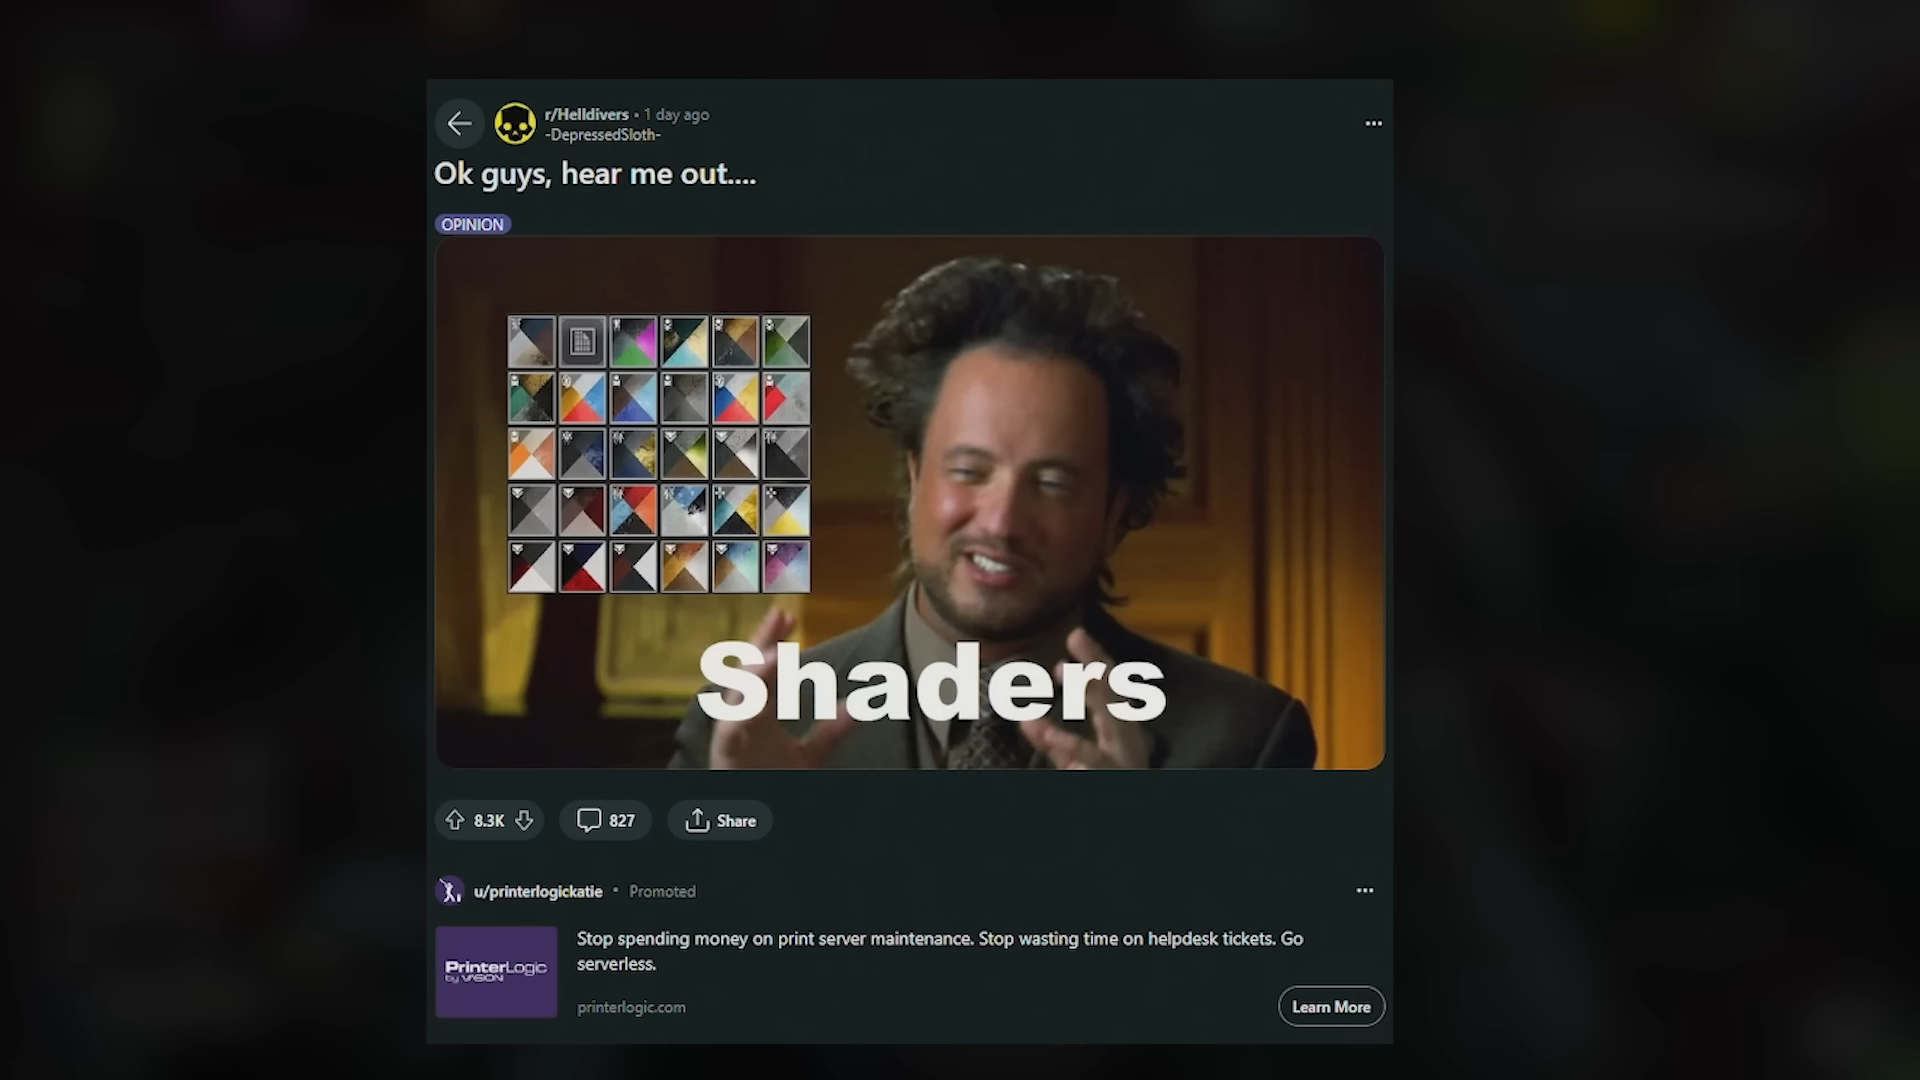 r/Helldivers • 1 day ago
-DepressedSloth-
Ok guys, hear me out....
OPINION
Shaders
8.3K
827
Share
u/printerlogickatie • Promoted
Stop spending money on print server maintenance. Stop wasting time on helpdesk tickets. Go
serverless.
PrinterLogic
by VASION
printerlogic.com
Learn More